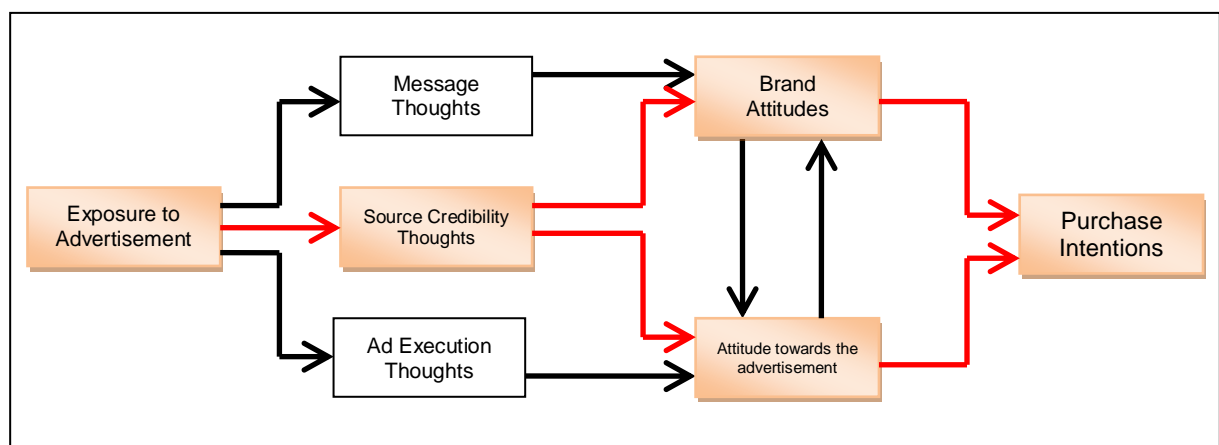 Message
Thoughts
Brand
Attitudes
Exposure to
Advertisement
Source Credibility
Thoughts
Purchase
Intentions
Ad Execution
Thoughts
Attitude towards the
advertisement